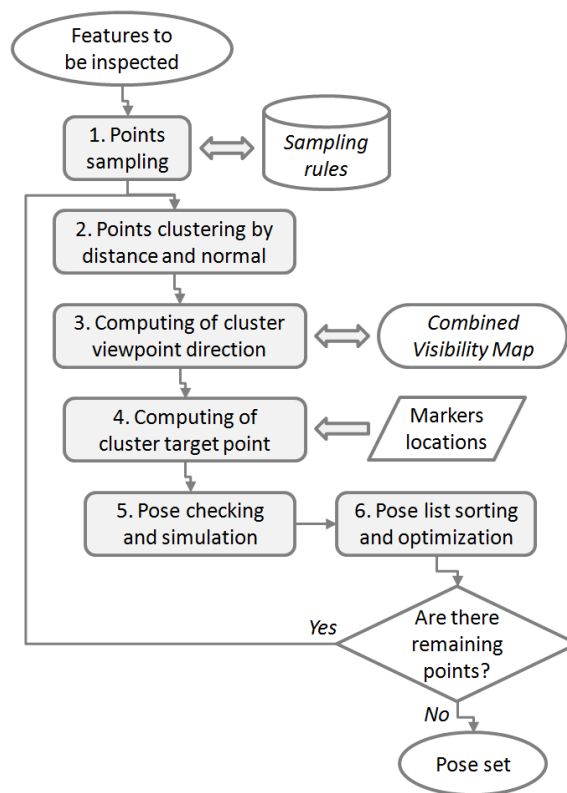 Features to
be inspected
1. Points
sampling
Sampling
rules
2. Points clustering by
distance and normal
3. Computing of cluster
viewpoint direction
Combined
Visibility Map
4. Computing of
cluster target point
Markers
locations
5. Pose checking
and simulation
6. Pose list sorting
and optimization
Yes
Are there
remaining
points?
No
Pose set